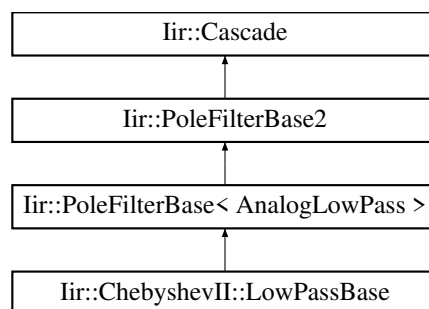 Iir::Cascade
Iir::PoleFilterBase2
Iir::PoleFilterBase< AnalogLowPass >
Iir::ChebyshevII::LowPassBase